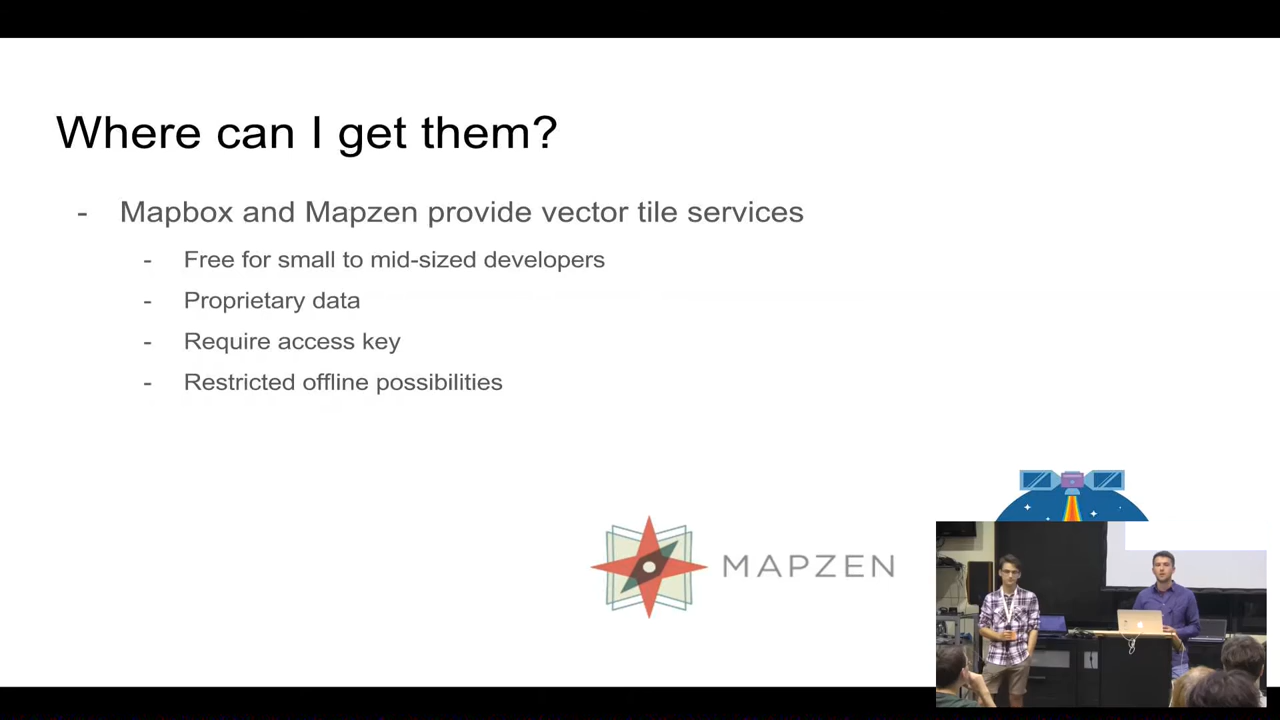 Where can I get them?
- Mapbox and Mapzen provide vector tile services
- Free for small to mid-sized developers
- Proprietary data
- Require access key
- Restricted offline possibilities
MAPZEN